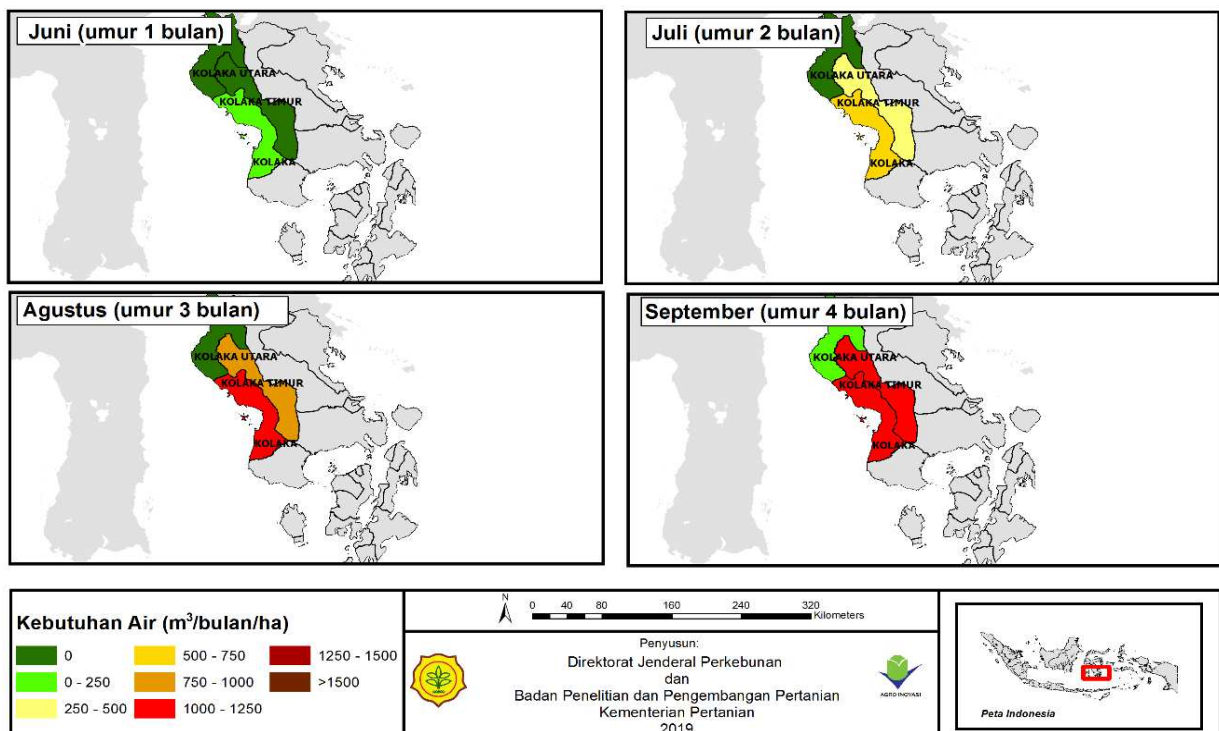 Juni (umur 1 bulan)
KOLAKA UTARA
KOLAKA TIMUR
KOLAKA
Juli (umur 2 bulan)
KOLAKA UTARA
KOLAKA TIMUR
KOLAKA
Agustus (umur 3 bulan)
KOLAKA UTARA
KOLAKA TIMUR
KOLAKA
September (umur 4 bulan)
KOLAKA UTARA
KOLAKA TIMUR
KOLAKA
Kebutuhan Air (m³/bulan/ha)
0
0 - 250
250 - 500
500 - 750
750 - 1000
1000 - 1250
1250 - 1500
>1500
N
0 40 80 160 240 320
Kilometers
Penyusun:
Direktorat Jenderal Perkebunan
dan
Badan Penelitian dan Pengembangan Pertanian
Kementerian Pertanian
2019
AGRO INOVASI
Peta Indonesia